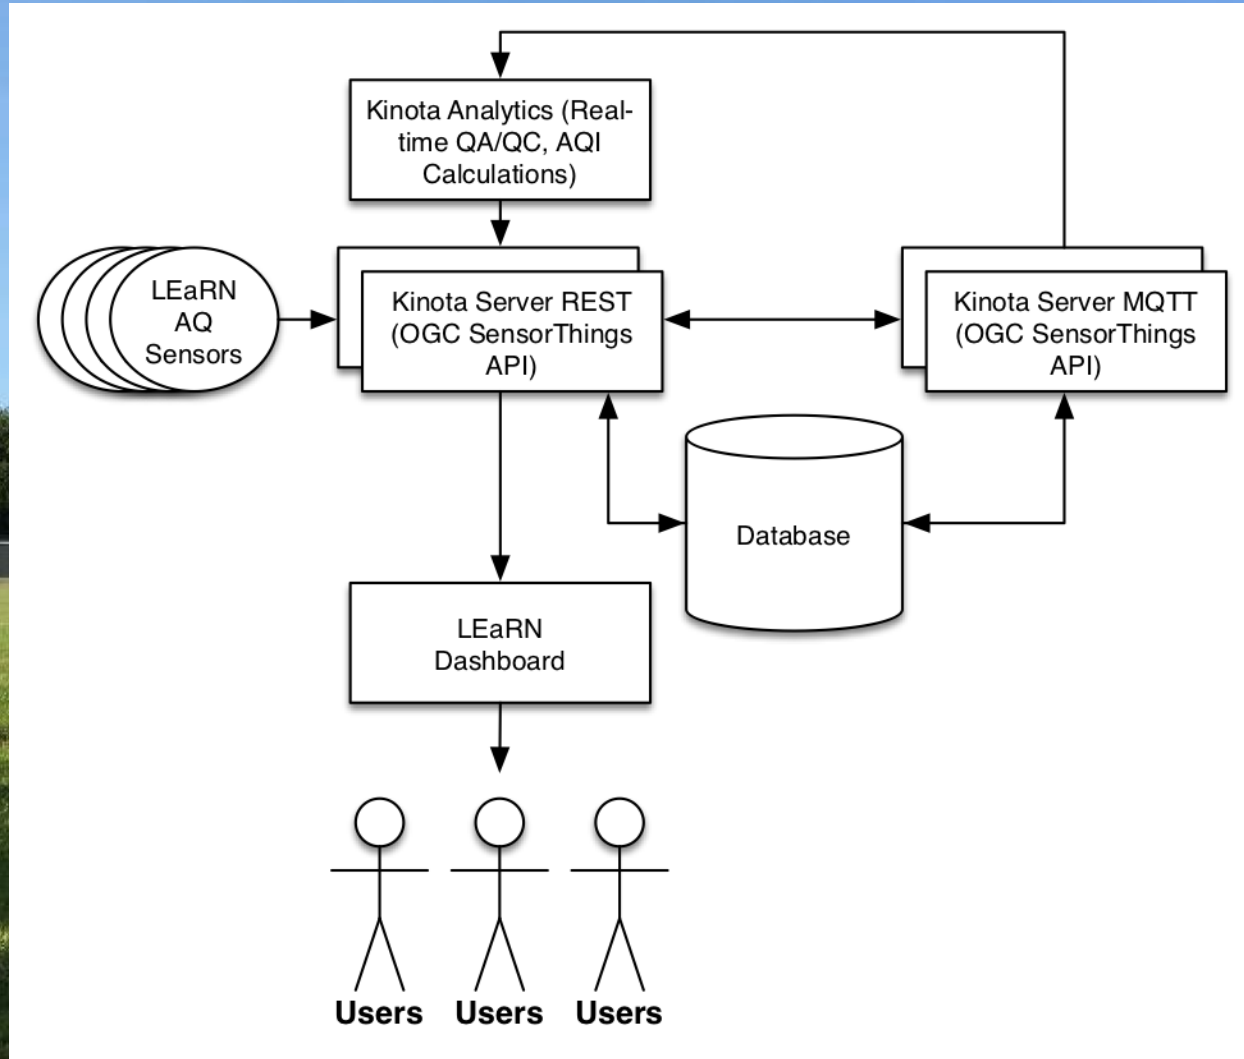 Kinota Analytics (Real-
time QA/QC, AQI
Calculations)
LEaRN
AQ
Sensors
Kinota Server REST
(OGC SensorThings
API)
Kinota Server MQTT
(OGC SensorThings
API)
Database
LEaRN
Dashboard
Users
Users
Users